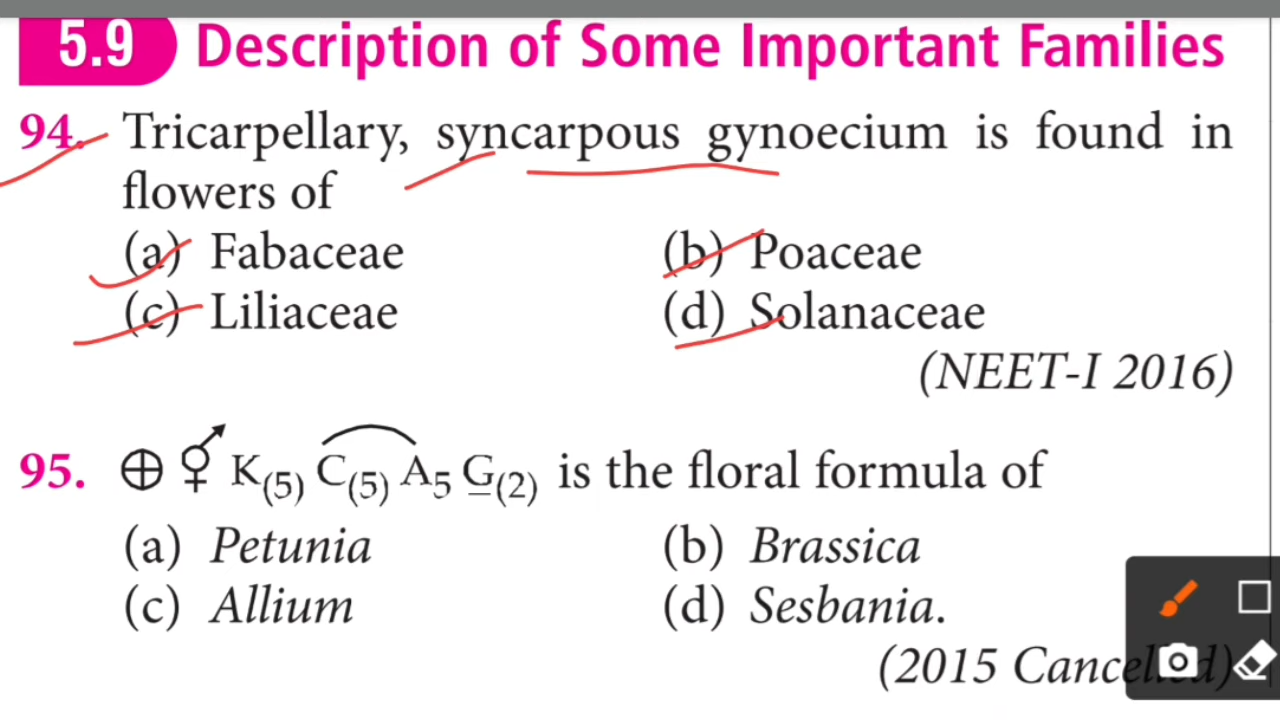 5.9 Description of Some Important Families
94. Tricarpellary, syncarpous gynoecium is found in
flowers of
(a) Fabaceae (b) Poaceae
(c) Liliaceae (d) Solanaceae
(NEET-I 2016)
95. ⊕ ⚥ K(5) C(5) A5 G(2) is the floral formula of
(a) Petunia (b) Brassica
(c) Allium (d) Sesbania.
(2015 Cancelled)